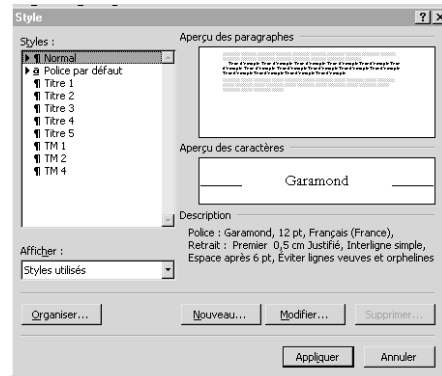 Style
Styles :
¶ Normal
a Police par défaut
¶ Titre 1
¶ Titre 2
¶ Titre 3
¶ Titre 4
¶ Titre 5
¶ TM 1
¶ TM 2
¶ TM 4
Afficher :
Styles utilisés
Aperçu des paragraphes
Aperçu des caractères
Garamond
Description
Police : Garamond, 12 pt, Français (France),
Retrait : Premier 0,5 cm Justifié, Interligne simple,
Espace après 6 pt, Éviter lignes veuves et orphelines
Organiser...
Nouveau...
Modifier...
Supprimer...
Appliquer
Annuler